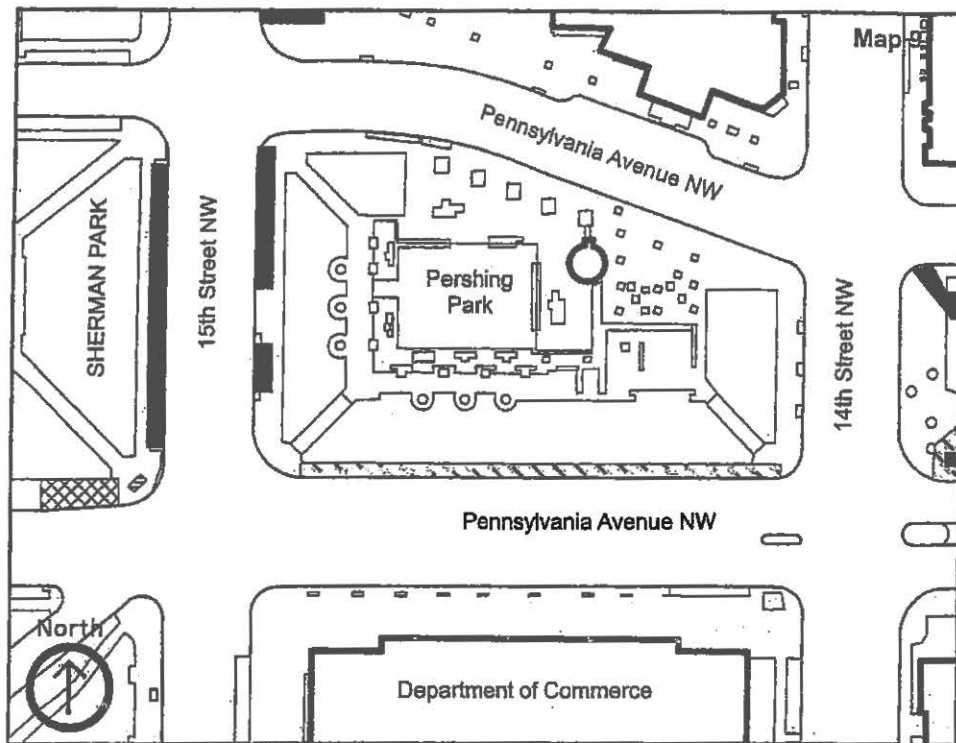 Map 9
Pennsylvania Avenue NW
SHERMAN PARK
15th Street NW
Pershing
Park
14th Street NW
Pennsylvania Avenue NW
North
Department of Commerce